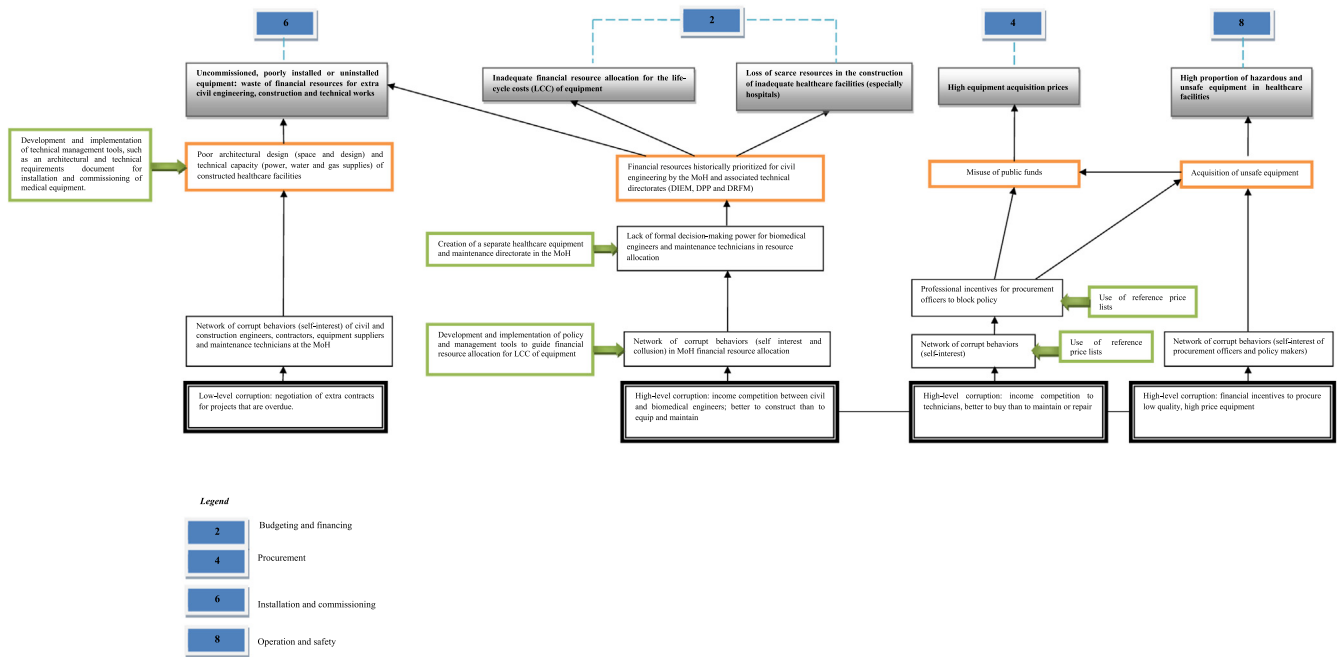 6
2
4
8
Uncommissioned, poorly installed or uninstalled
equipment: waste of financial resources for extra
civil engineering, construction and technical works
Inadequate financial resource allocation for the life-
cycle costs (LCC) of equipment
Loss of scarce resources in the construction of
inadequate healthcare facilities (especially
hospitals)
High equipment acquisition prices
High proportion of hazardous and
unsafe equipment in healthcare
facilities
Development and implementation
of technical management tools, such
as an architectural and technical
requirements document for
installation and commissioning of
medical equipment.
Poor architectural design (space and design) and
technical capacity (power, water and gas supplies) of
constructed healthcare facilities
Financial resources historically prioritized for civil
engineering by the MoH and associated technical
directorates (DIEM, DPP and DRFM)
Misuse of public funds
Acquisition of unsafe equipment
Creation of a separate healthcare equipment
and maintenance directorate in the MoH
Lack of formal decision-making power for biomedical
engineers and maintenance technicians in resource
allocation
Professional incentives for procurement
officers to block policy
Use of reference price
lists
Network of corrupt behaviors (self-interest) of civil and
construction engineers, contractors, equipment suppliers
and maintenance technicians at the MoH
Development and implementation of policy
and management tools to guide financial
resource allocation for LCC of equipment
Network of corrupt behaviors (self interest and
collusion) in MoH financial resource allocation
Network of corrupt behaviors
(self-interest)
Use of reference
price lists
Network of corrupt behaviors (self-interest of
procurement officers and policy makers)
Low-level corruption: negotiation of extra contracts
for projects that are overdue.
High-level corruption: income competition between civil
and biomedical engineers; better to construct than to
equip and maintain
High-level corruption: income competition to
technicians, better to buy than to maintain or repair
High-level corruption: financial incentives to procure
low quality, high price equipment
Legend
2
Budgeting and financing
4
Procurement
6
Installation and commissioning
8
Operation and safety